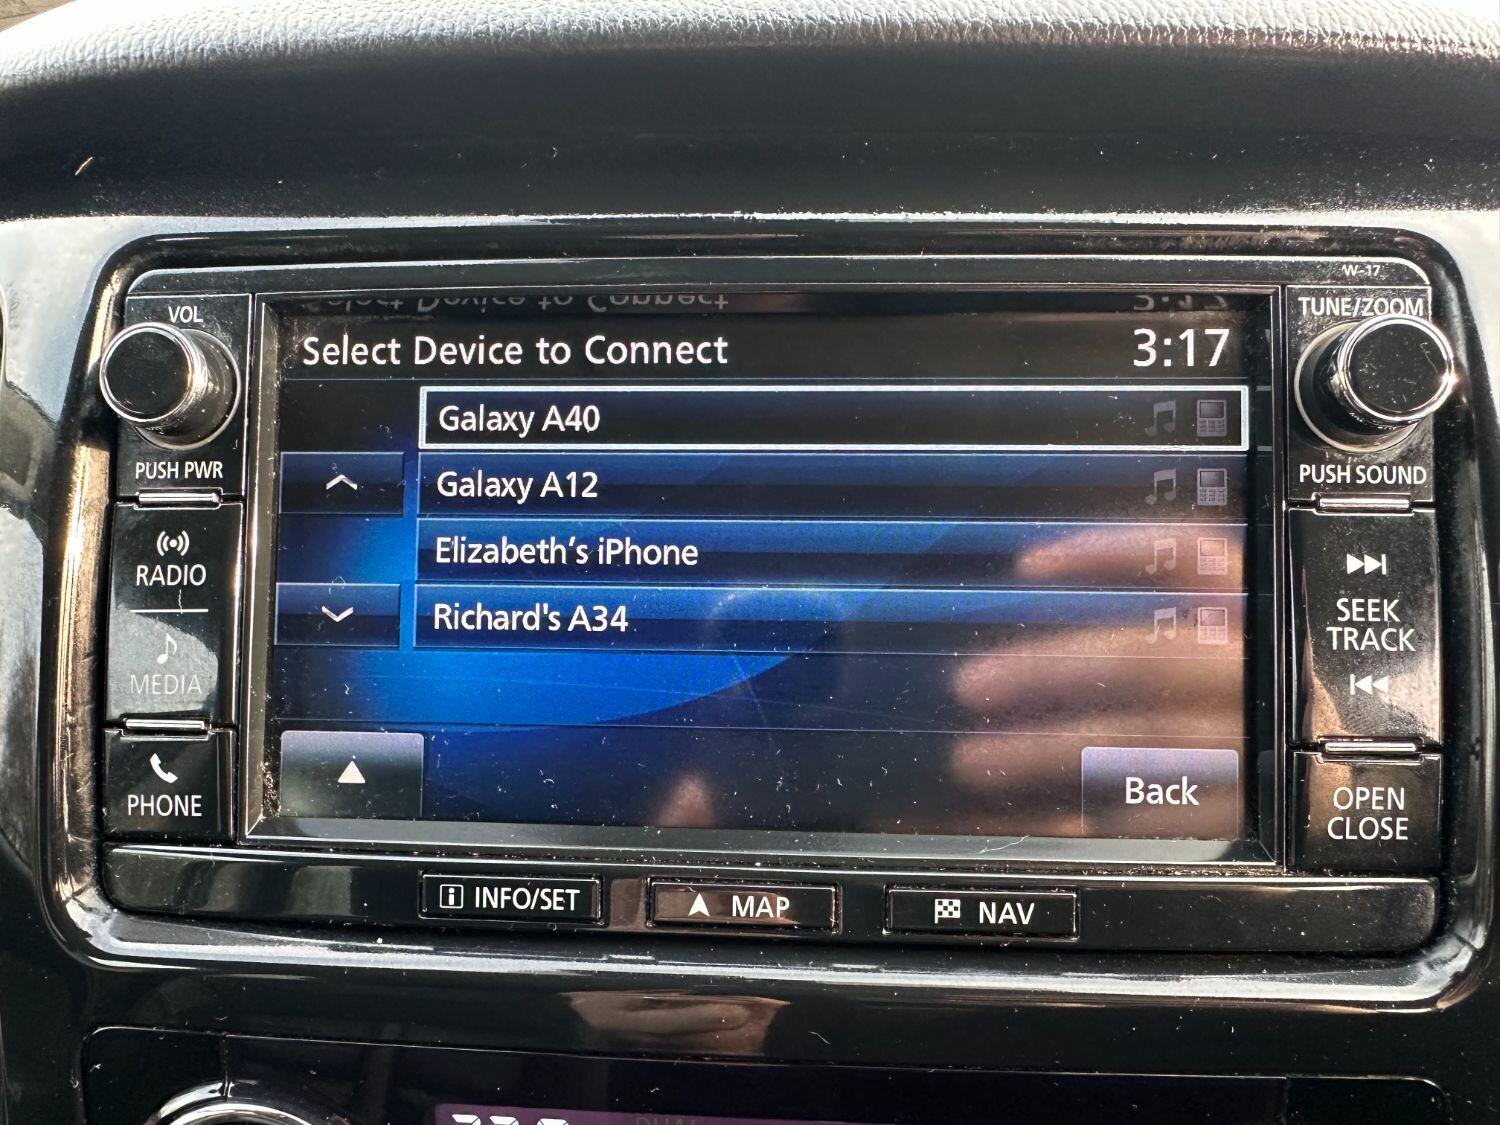 W-17
VOL
TUNE/ZOOM
Select Device to Connect
3:17
Galaxy A40
PUSH PWR
PUSH SOUND
Galaxy A12
Elizabeth's iPhone
RADIO
Richard's A34
SEEK
TRACK
MEDIA
PHONE
Back
OPEN
CLOSE
INFO/SET
MAP
NAV